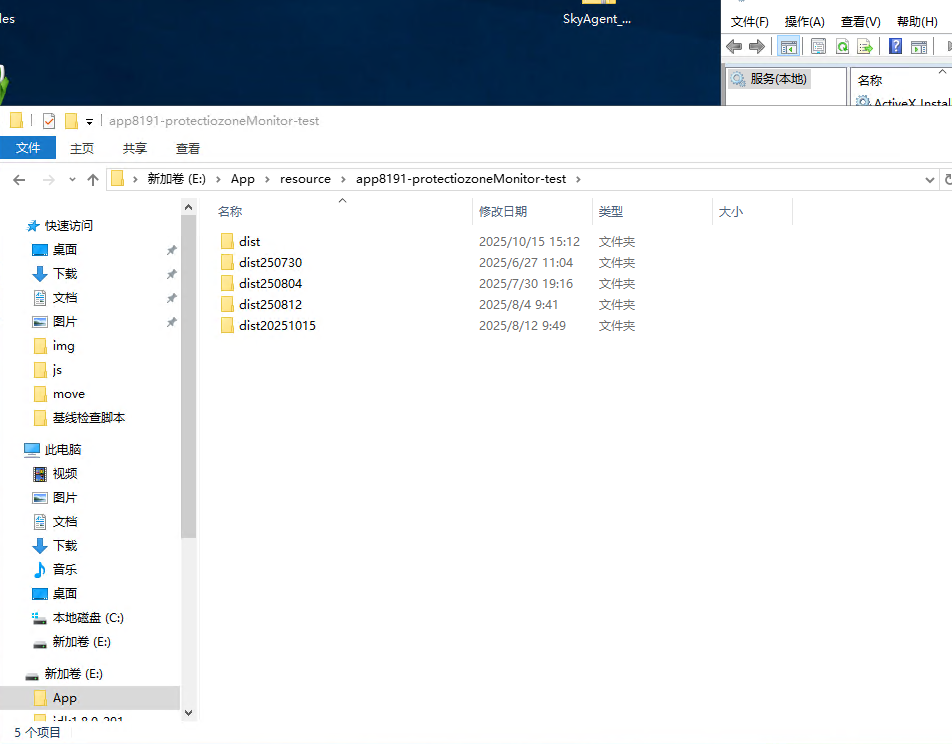 les
SkyAgent_...
文件(F) 操作(A) 查看(V) 帮助(H)
服务(本地)
名称
ActiveX Instal
app8191-protectiozoneMonitor-test
文件 主页 共享 查看
新加卷 (E:) App resource app8191-protectiozoneMonitor-test
名称 修改日期 类型 大小
dist 2025/10/15 15:12 文件夹
dist250730 2025/6/27 11:04 文件夹
dist250804 2025/7/30 19:16 文件夹
dist250812 2025/8/4 9:41 文件夹
dist20251015 2025/8/12 9:49 文件夹
快速访问
桌面
下载
文档
图片
img
js
move
基线检查脚本
此电脑
视频
图片
文档
下载
音乐
桌面
本地磁盘 (C:)
新加卷 (E:)
新加卷 (E:)
App
5 个项目